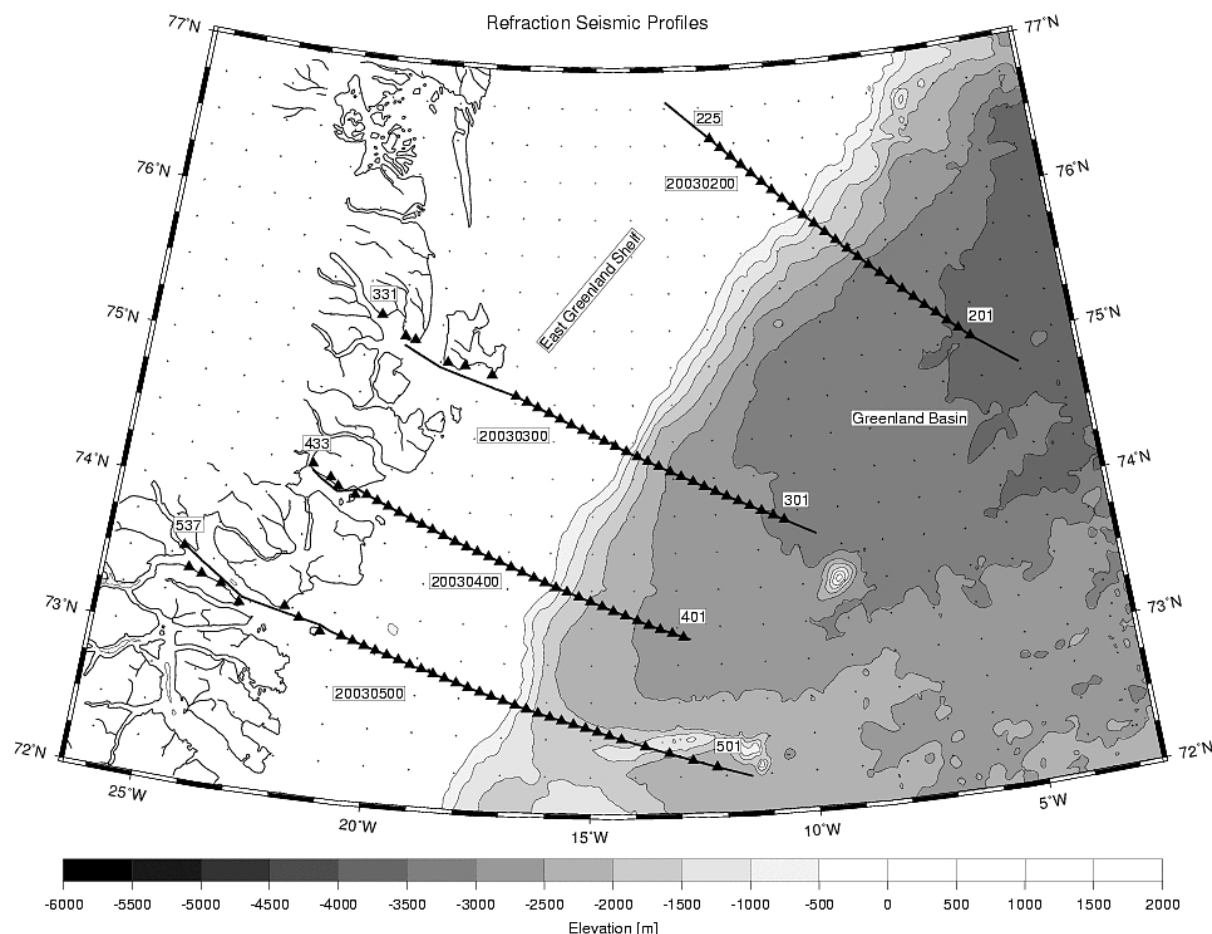 Refraction Seismic Profiles
77˚N
77˚N
225
76˚N
20030200
76˚N
East Greenland Shelf
331
75˚N
201
75˚N
Greenland Basin
20030300
433
74˚N
74˚N
301
537
20030400
73˚N
401
73˚N
20030500
501
72˚N
72˚N
25˚W
20˚W
15˚W
10˚W
5˚W
-6000 -5500 -5000 -4500 -4000 -3500 -3000 -2500 -2000 -1500 -1000 -500 0 500 1000 1500 2000
Elevation [m]